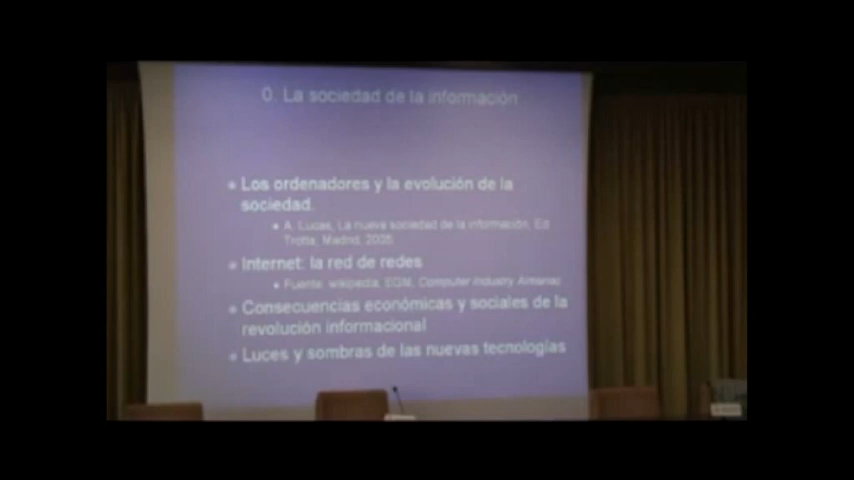 0. La sociedad de la información
Los ordenadores y la evolución de la
sociedad.
A. Lucas, La nueva sociedad de la información, Ed
Trotta, Madrid,
Internet: la red de redes
Fuente: wikipedia, Computer Industry Almanac
Consecuencias económicas y sociales de la
revolución informacional
Luces y sombras de las nuevas tecnologías